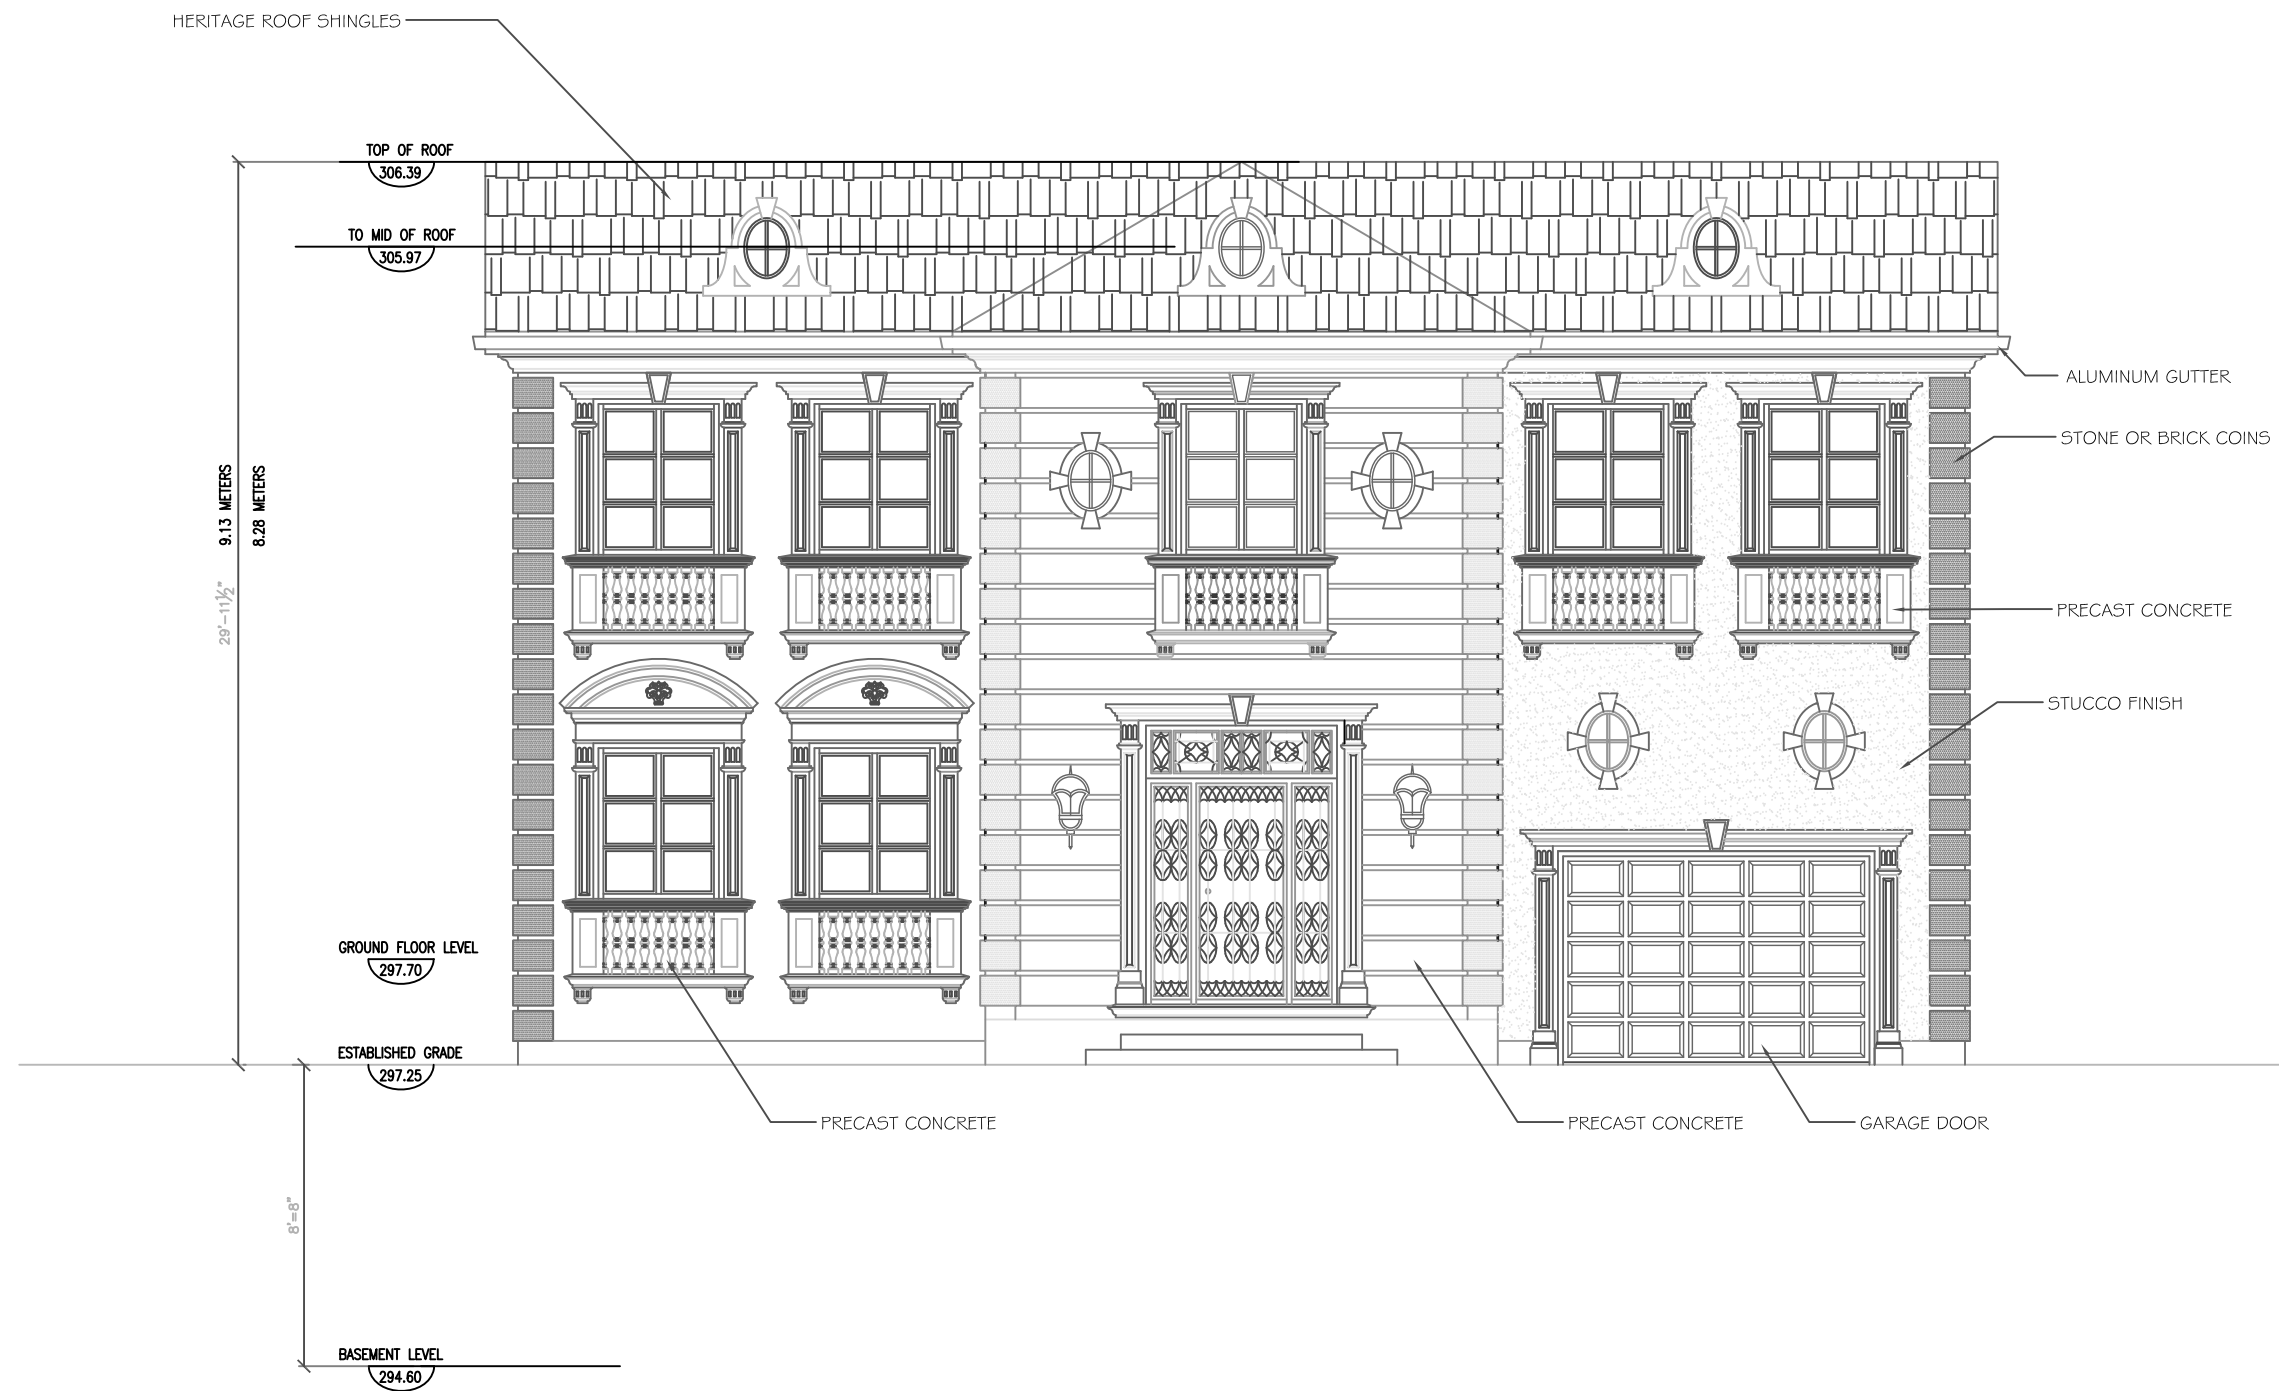 HERITAGE ROOF SHINGLES
TOP OF ROOF
306.39
TO MID OF ROOF
305.97
ALUMINUM GUTTER
STONE OR BRICK COINS
9.13 METERS
8.28 METERS
29'-11½"
PRECAST CONCRETE
STUCCO FINISH
GROUND FLOOR LEVEL
297.70
ESTABLISHED GRADE
297.25
PRECAST CONCRETE
PRECAST CONCRETE
GARAGE DOOR
8'=8"
BASEMENT LEVEL
294.60